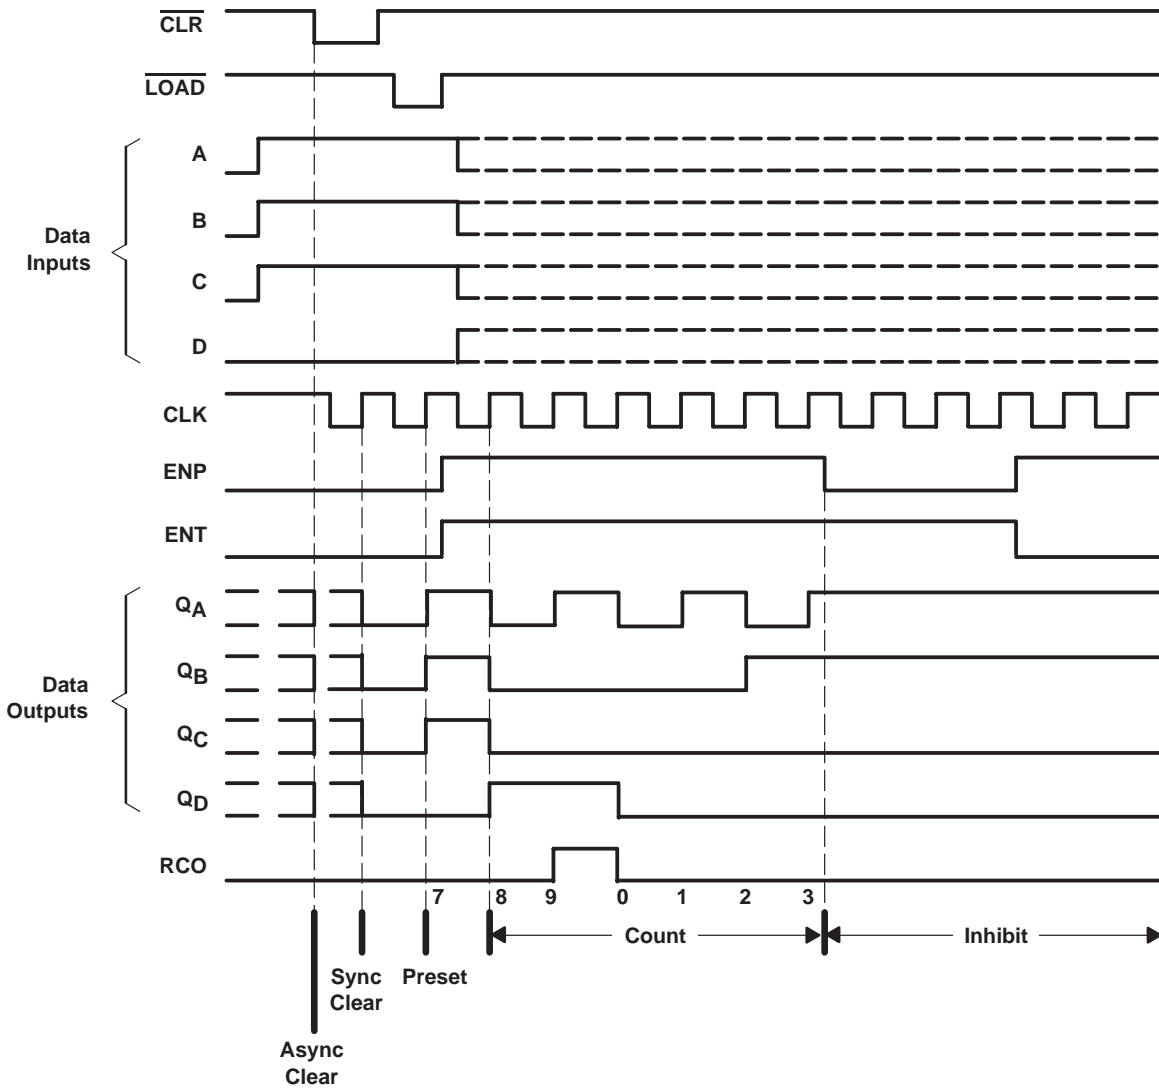 CLR
LOAD
A
B
Data
Inputs
C
D
CLK
ENP
ENT
QA
QB
Data
Outputs
QC
QD
RCO
7 8 9 0 1 2 3
Count Inhibit
Sync
Clear
Preset
Async
Clear